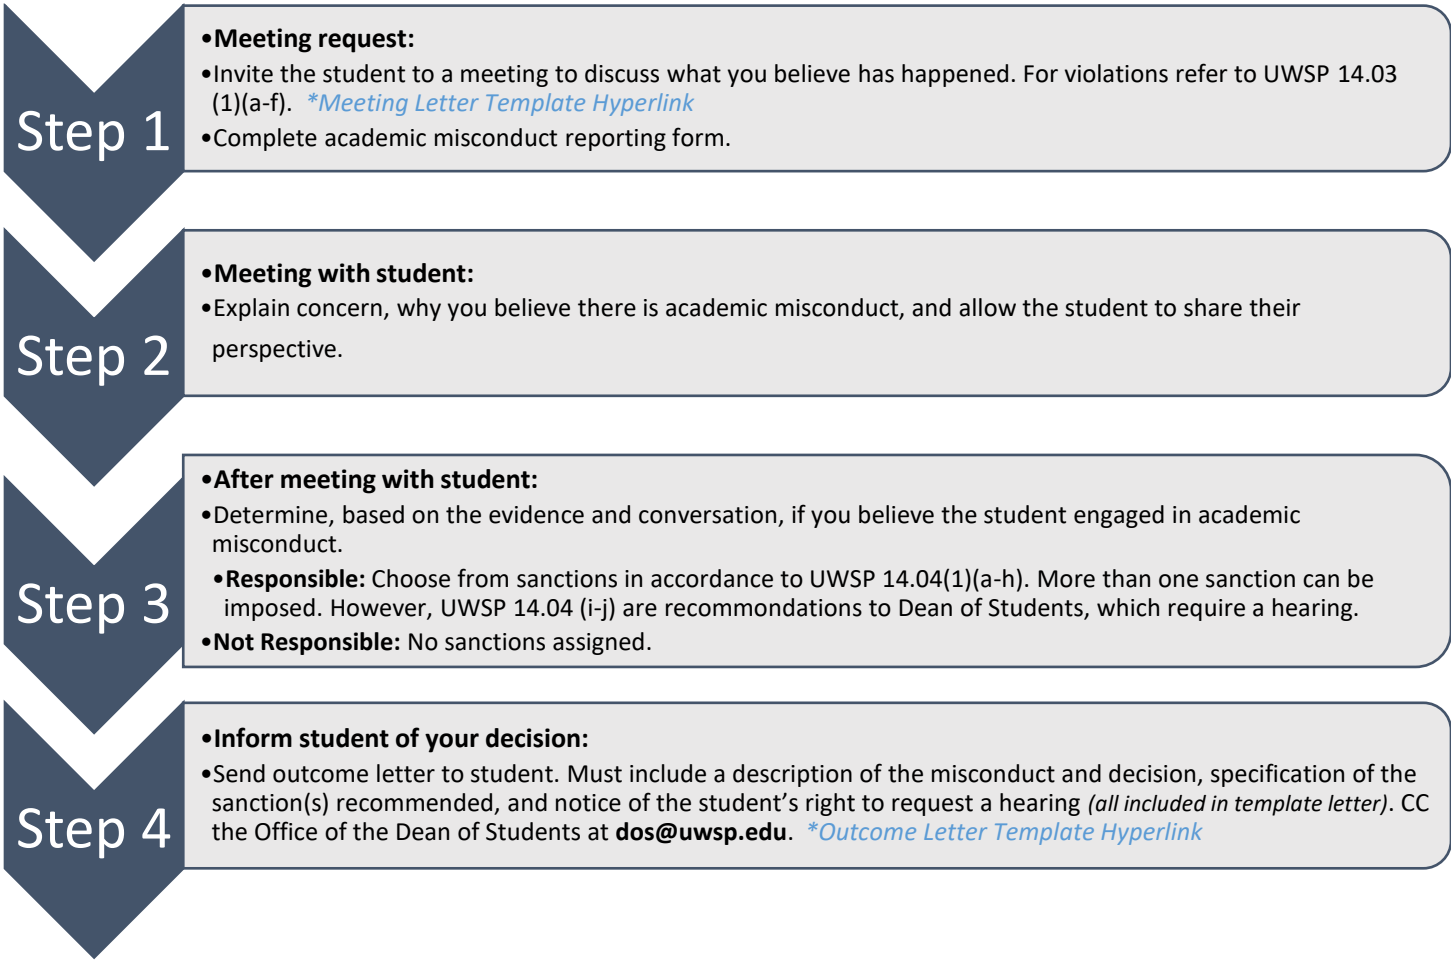 Step 1
•Meeting request:
•Invite the student to a meeting to discuss what you believe has happened. For violations refer to UWSP 14.03
(1)(a-f).  *Meeting Letter Template Hyperlink
•Complete academic misconduct reporting form.
Step 2
•Meeting with student:
•Explain concern, why you believe there is academic misconduct, and allow the student to share their
perspective.
Step 3
•After meeting with student:
•Determine, based on the evidence and conversation, if you believe the student engaged in academic
misconduct.
•Responsible: Choose from sanctions in accordance to UWSP 14.04(1)(a-h). More than one sanction can be
imposed. However, UWSP 14.04 (i-j) are recommondations to Dean of Students, which require a hearing.
•Not Responsible: No sanctions assigned.
Step 4
•Inform student of your decision:
•Send outcome letter to student. Must include a description of the misconduct and decision, specification of the
sanction(s) recommended, and notice of the student’s right to request a hearing (all included in template letter). CC
the Office of the Dean of Students at dos@uwsp.edu.  *Outcome Letter Template Hyperlink